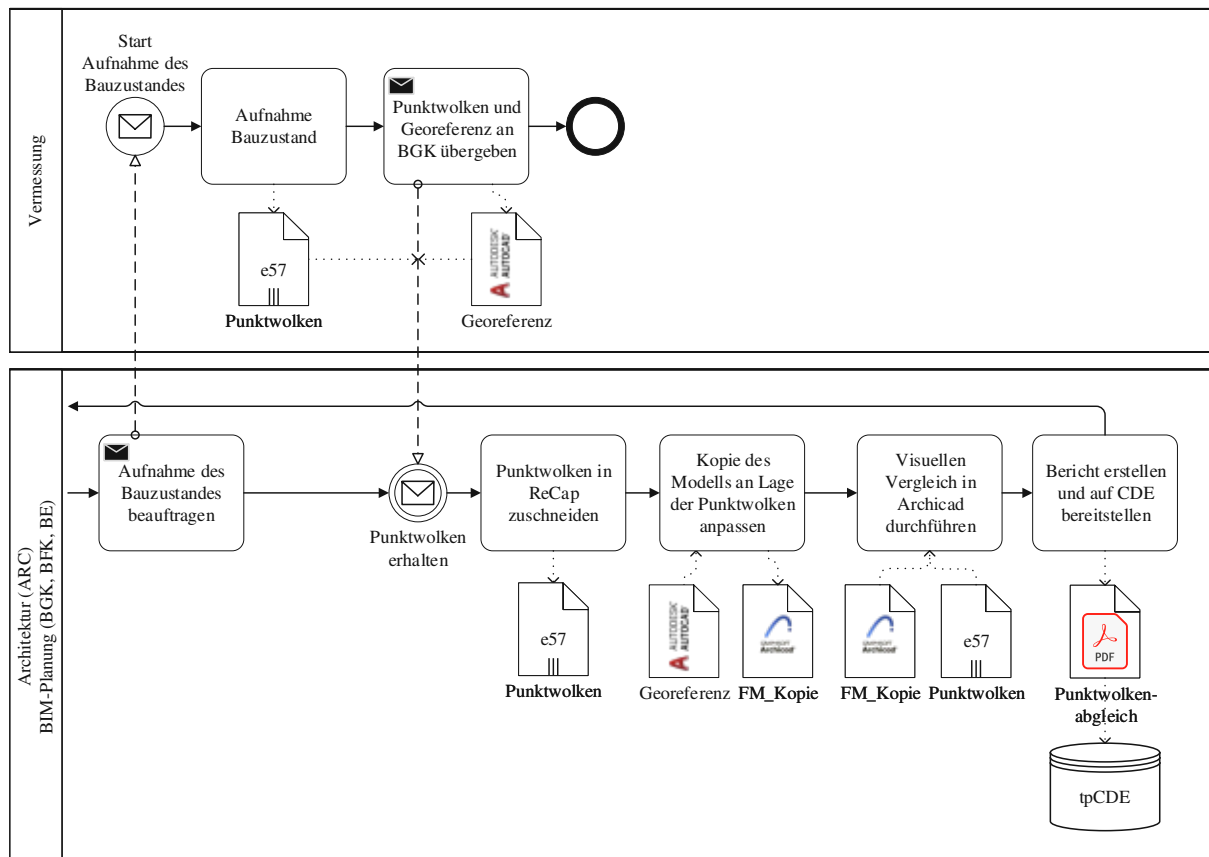 Vermessung
Start
Aufnahme des
Bauzustandes
Aufnahme
Bauzustand
Punktwolken und
Georeferenz an
BGK übergeben
e57
Punktwolken
AUTODESK
AUTOCAD
Georeferenz
Architektur (ARC)
BIM-Planung (BGK, BFK, BE)
Aufnahme des
Bauzustandes
beauftragen
Punktwolken
erhalten
Punktwolken in
ReCap
zuschneiden
Kopie des
Modells an Lage
der Punktwolken
anpassen
Visuellen
Vergleich in
Archicad
durchführen
Bericht erstellen
und auf CDE
bereitstellen
e57
Punktwolken
AUTODESK
AUTOCAD
Georeferenz
Archicad
FM_Kopie
Archicad
FM_Kopie
e57
Punktwolken
PDF
Punktwolken-
abgleich
tpCDE